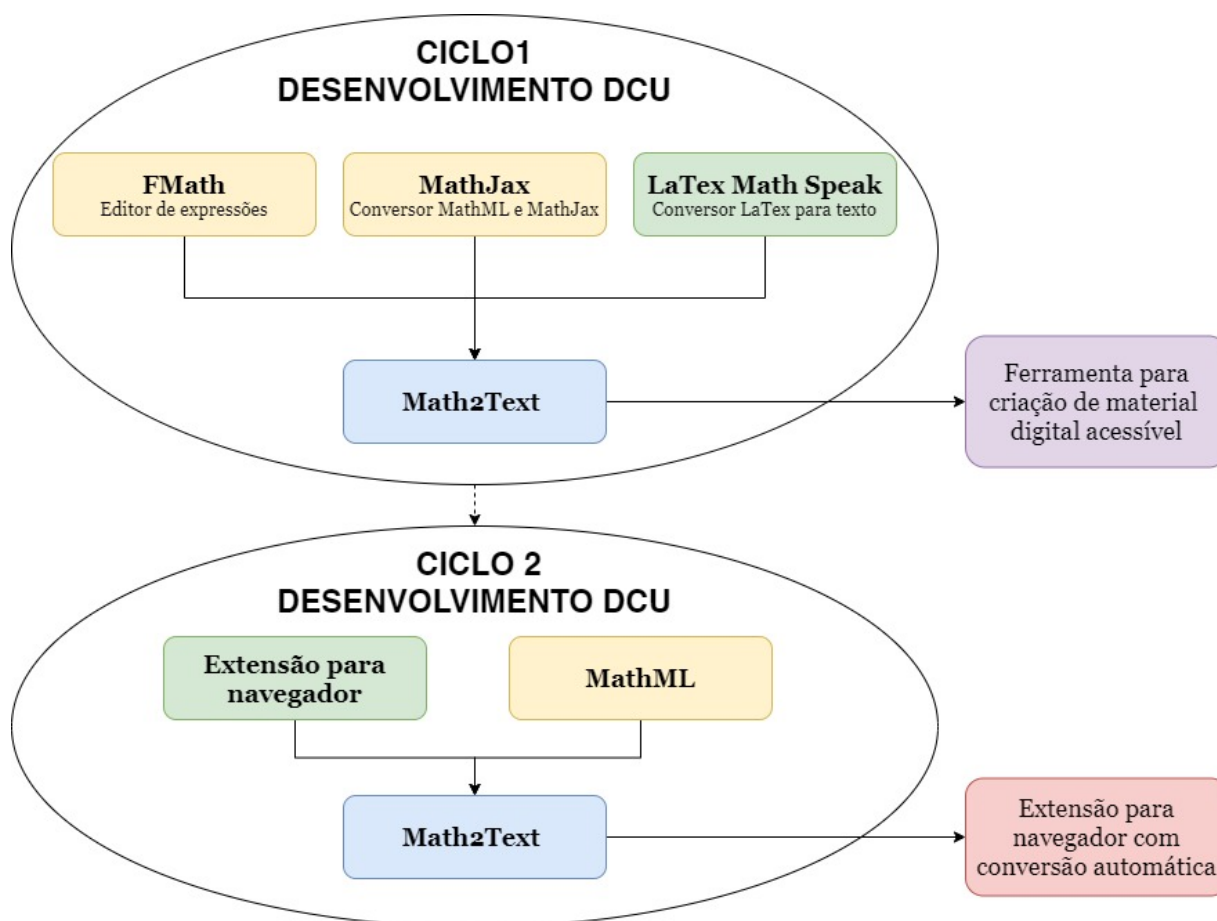 CICLO1
DESENVOLVIMENTO DCU
FMath
Editor de expressões
MathJax
Conversor MathML e MathJax
LaTex Math Speak
Conversor LaTex para texto
Math2Text
Ferramenta para
criação de material
digital acessível
CICLO 2
DESENVOLVIMENTO DCU
Extensão para
navegador
MathML
Math2Text
Extensão para
navegador com
conversão automática